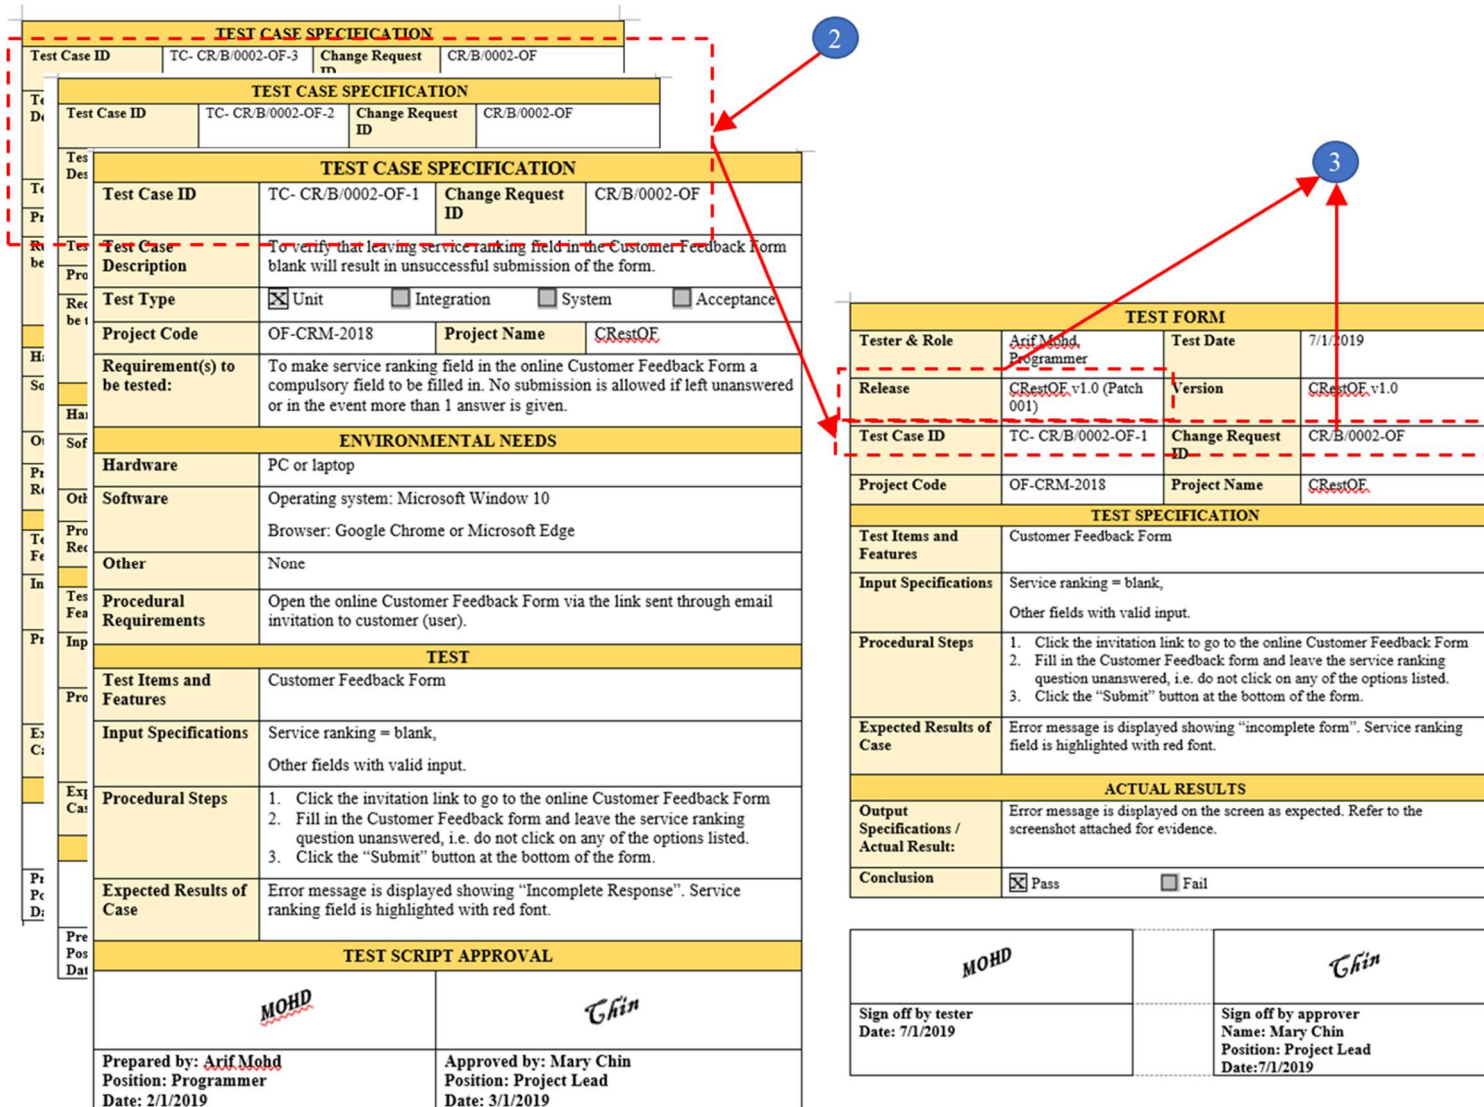 TEST CASE SPECIFICATION
Test Case ID TC- CR/B/0002-OF-3 Change Request ID CR/B/0002-OF
TEST CASE SPECIFICATION
Test Case ID TC- CR/B/0002-OF-2 Change Request CR/B/0002-OF
ID
2
3
TEST CASE SPECIFICATION
Test Case ID TC- CR/B/0002-OF-1 Change Request CR/B/0002-OF
ID
Test Case To verify that leaving service ranking field in the Customer Feedback Form
Description blank will result in unsuccessful submission of the form.
Test Type X Unit Integration System Acceptance
Project Code OF-CRM-2018 Project Name CRestOF
Requirement(s) to To make service ranking field in the online Customer Feedback Form a
be tested: compulsory field to be filled in. No submission is allowed if left unanswered
or in the event more than 1 answer is given.
ENVIRONMENTAL NEEDS
Hardware PC or laptop
Software Operating system: Microsoft Window 10
Browser: Google Chrome or Microsoft Edge
Other None
Procedural Open the online Customer Feedback Form via the link sent through email
Requirements invitation to customer (user).
TEST
Test Items and Customer Feedback Form
Features
Input Specifications Service ranking = blank,
Other fields with valid input.
Procedural Steps 1. Click the invitation link to go to the online Customer Feedback Form
2. Fill in the Customer Feedback form and leave the service ranking
question unanswered, i.e. do not click on any of the options listed.
3. Click the “Submit” button at the bottom of the form.
Expected Results of Error message is displayed showing “Incomplete Response”. Service
Case ranking field is highlighted with red font.
TEST SCRIPT APPROVAL
MOHD Chin
Prepared by: Arif Mohd Approved by: Mary Chin
Position: Programmer Position: Project Lead
Date: 2/1/2019 Date: 3/1/2019
TEST FORM
Tester & Role Arif Mohd, Test Date 7/1/2019
Programmer
Release CRestOF v1.0 (Patch Version CRestOF v1.0
001)
Test Case ID TC- CR/B/0002-OF-1 Change Request CR/B/0002-OF
ID
Project Code OF-CRM-2018 Project Name CRestOF
TEST SPECIFICATION
Test Items and Customer Feedback Form
Features
Input Specifications Service ranking = blank,
Other fields with valid input.
Procedural Steps 1. Click the invitation link to go to the online Customer Feedback Form
2. Fill in the Customer Feedback form and leave the service ranking
question unanswered, i.e. do not click on any of the options listed.
3. Click the “Submit” button at the bottom of the form.
Expected Results of Error message is displayed showing “incomplete form”. Service ranking
Case field is highlighted with red font.
ACTUAL RESULTS
Output Error message is displayed on the screen as expected. Refer to the
Specifications / screenshot attached for evidence.
Actual Result:
Conclusion X Pass Fail
MOHD Chin
Sign off by tester Sign off by approver
Date: 7/1/2019 Name: Mary Chin
Position: Project Lead
Date:7/1/2019